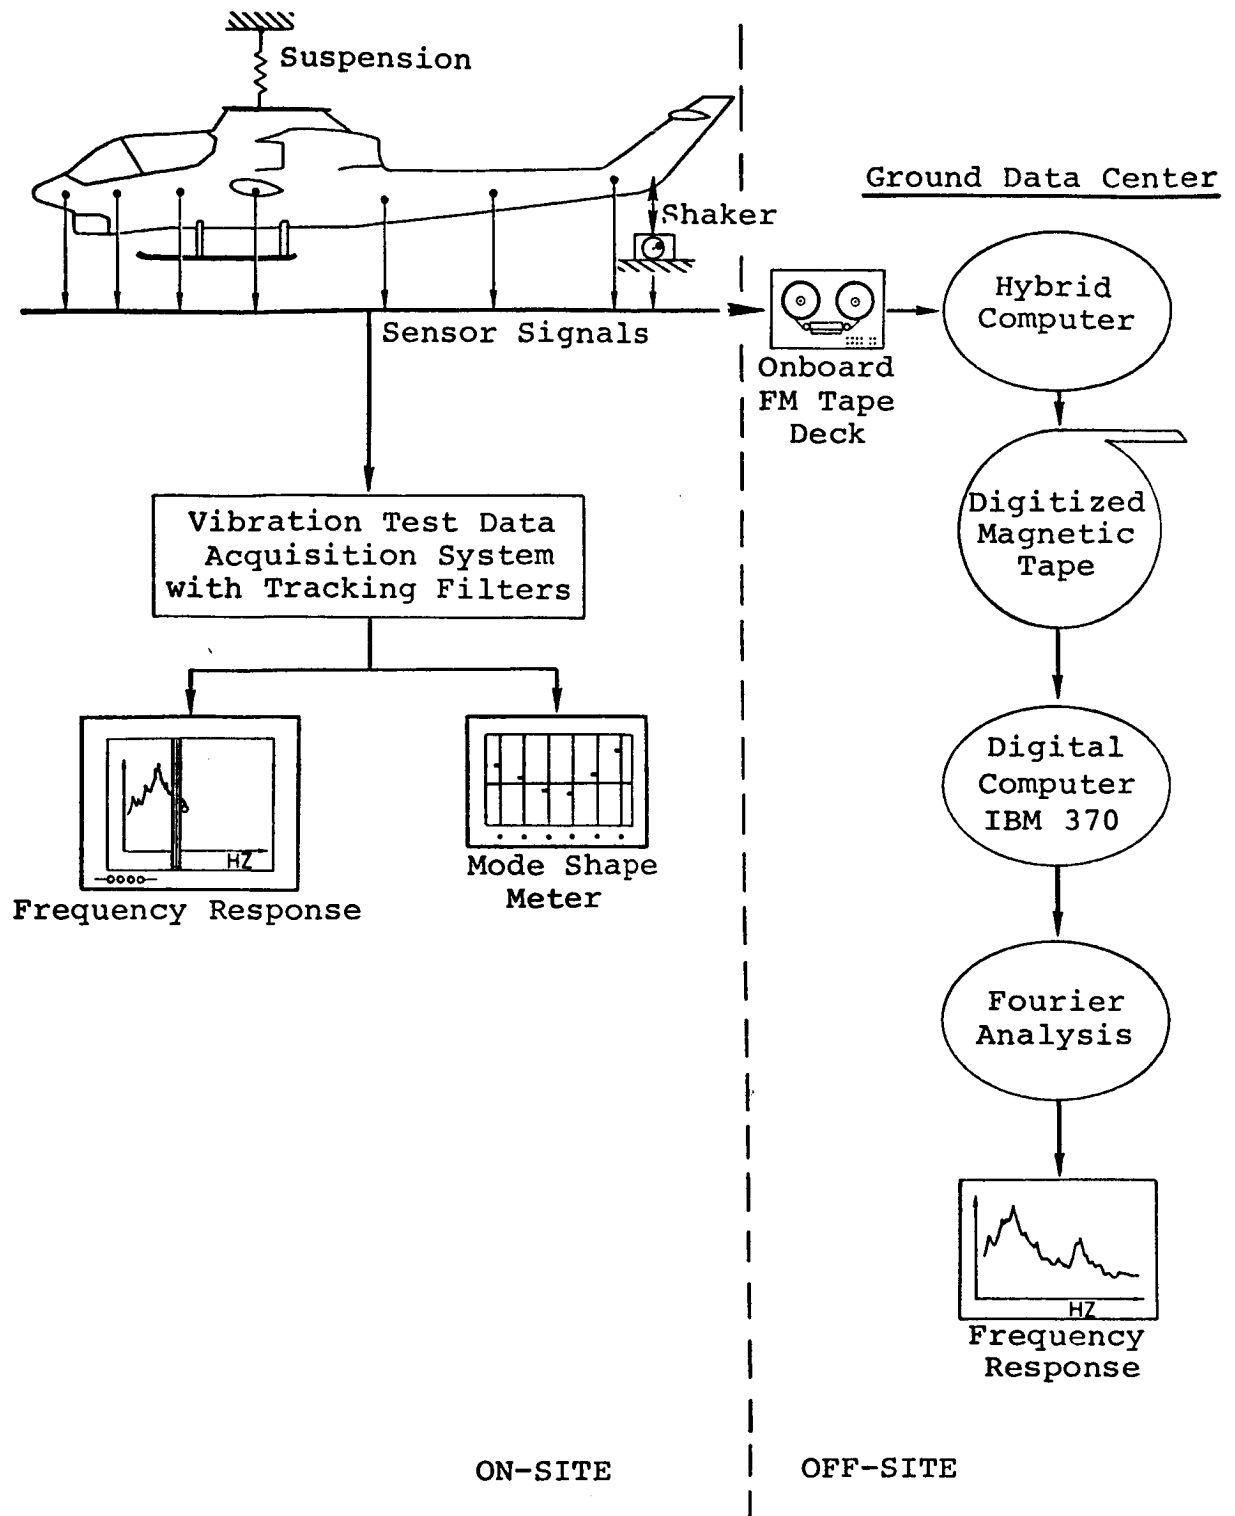 Suspension
Shaker
Sensor Signals
Vibration Test Data
Acquisition System
with Tracking Filters
HZ
Frequency Response
Mode Shape
Meter
Ground Data Center
Onboard
FM Tape
Deck
Hybrid
Computer
Digitized
Magnetic
Tape
Digital
Computer
IBM 370
Fourier
Analysis
HZ
Frequency
Response
ON-SITE
OFF-SITE